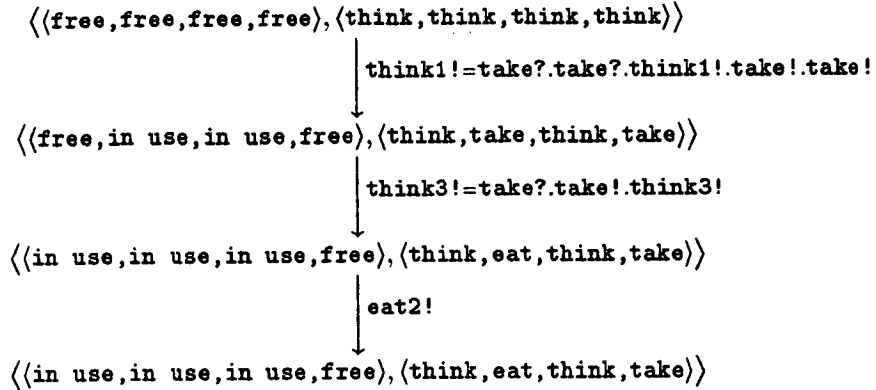 ⟨⟨free,free,free,free⟩,⟨think,think,think,think⟩⟩
think1!=take?.take?.think1!.take!.take!
⟨⟨free,in use,in use,free⟩,⟨think,take,think,take⟩⟩
think3!=take?.take!.think3!
⟨⟨in use,in use,in use,free⟩,⟨think,eat,think,take⟩⟩
eat2!
⟨⟨in use,in use,in use,free⟩,⟨think,eat,think,take⟩⟩